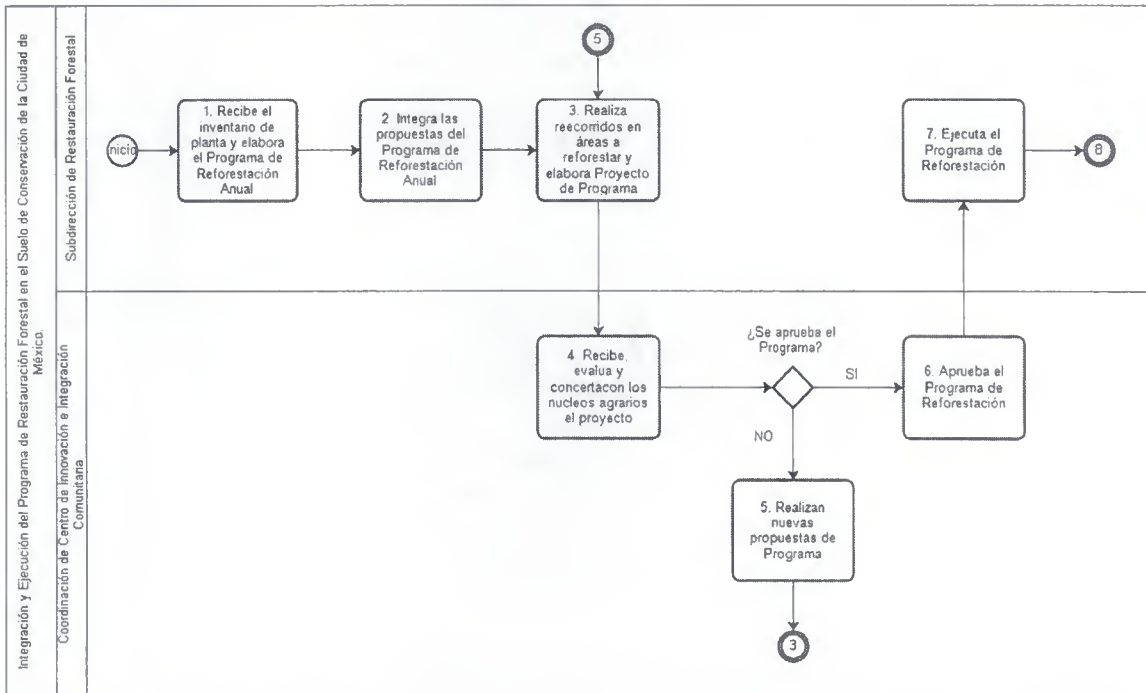 Integración y Ejecución del Programa de Restauración Forestal en el Suelo de Conservación de la Ciudad de
México.
Subdirección de Restauración Forestal
5
Inicio
1. Recibe el
inventario de
planta y elabora
el Programa de
Reforestación
Anual
2 Integra las
propuestas del
Programa de
Reforestación
Anual
3. Realiza
reecorridos en
áreas a
reforestar y
elabora Proyecto
de Programa
7. Ejecuta el
Programa de
Reforestación
8
Coordinación de Centro de Innovación e Integración
Comunitaria
4 Recibe,
evalua y
concertacon los
nucleos agrarios
el proyecto
¿Se aprueba el
Programa?
SI
6. Aprueba el
Programa de
Reforestación
NO
5. Realizan
nuevas
propuestas de
Programa
3